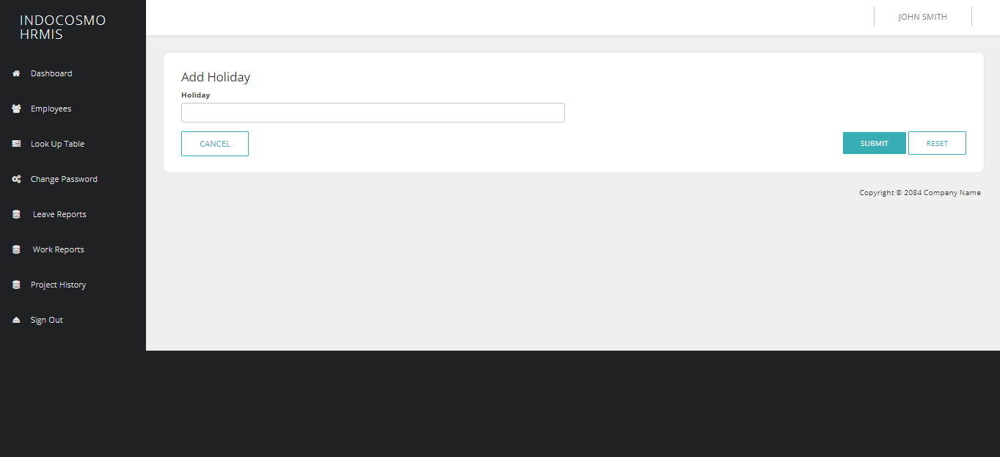 INDOCOSMO
HRMIS
JOHN SMITH
Dashboard
Employees
Look Up Table
Change Password
Leave Reports
Work Reports
Project History
Sign Out
Add Holiday
Holiday
CANCEL
SUBMIT
RESET
Copyright © 2084 Company Name